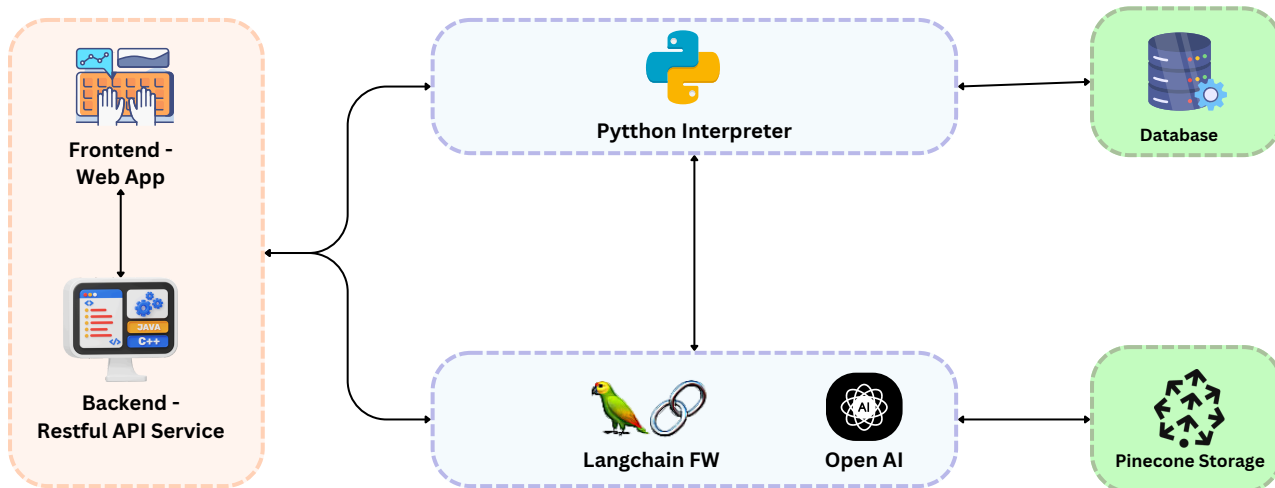 Frontend -
Web App
JAVA
C++
Backend -
Restful API Service
Pytthon Interpreter
Database
AI
Langchain FW
Open AI
Pinecone Storage